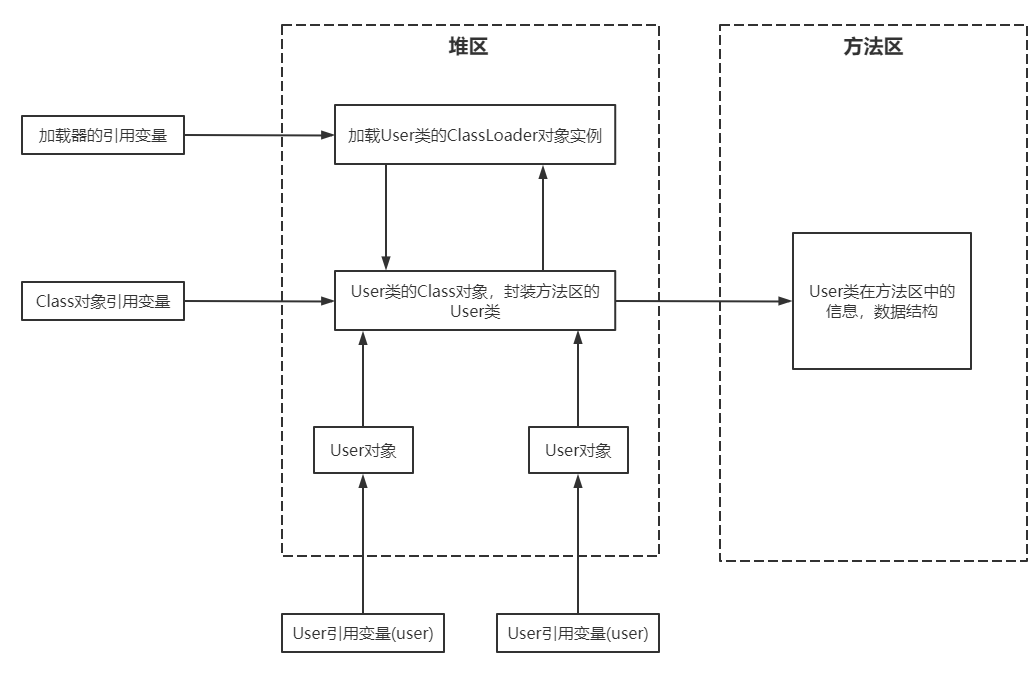 堆区
方法区
加载器的引用变量
加载User类的ClassLoader对象实例
Class对象引用变量
User类的Class对象，封装方法区的
User类
User类在方法区中的
信息，数据结构
User对象
User对象
User引用变量(user)
User引用变量(user)